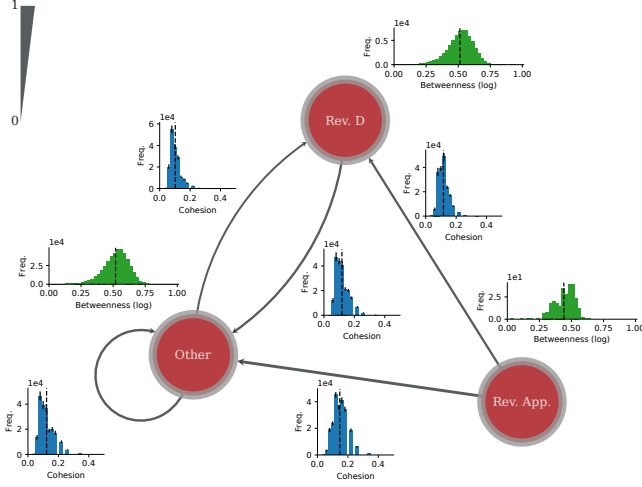 1
0
1e4
Freq.
0.5
0.0
0.00 0.25 0.50 0.75 1.00
Betweenness (log)
Rev. D
1e4
Freq.
6
4
2
0
0.0 0.2 0.4
Cohesion
1e4
Freq.
4
2
0
0.0 0.2 0.4
Cohesion
1e4
Freq.
2.5
0.0
0.00 0.25 0.50 0.75 1.00
Betweenness (log)
1e4
Freq.
4
2
0
0.0 0.2 0.4
Cohesion
1e1
Freq.
2.5
0.0
0.00 0.25 0.50 0.75 1.00
Betweenness (log)
Other
Rev. App.
1e4
Freq.
4
2
0
0.0 0.2 0.4
Cohesion
1e4
Freq.
4
2
0
0.0 0.2 0.4
Cohesion